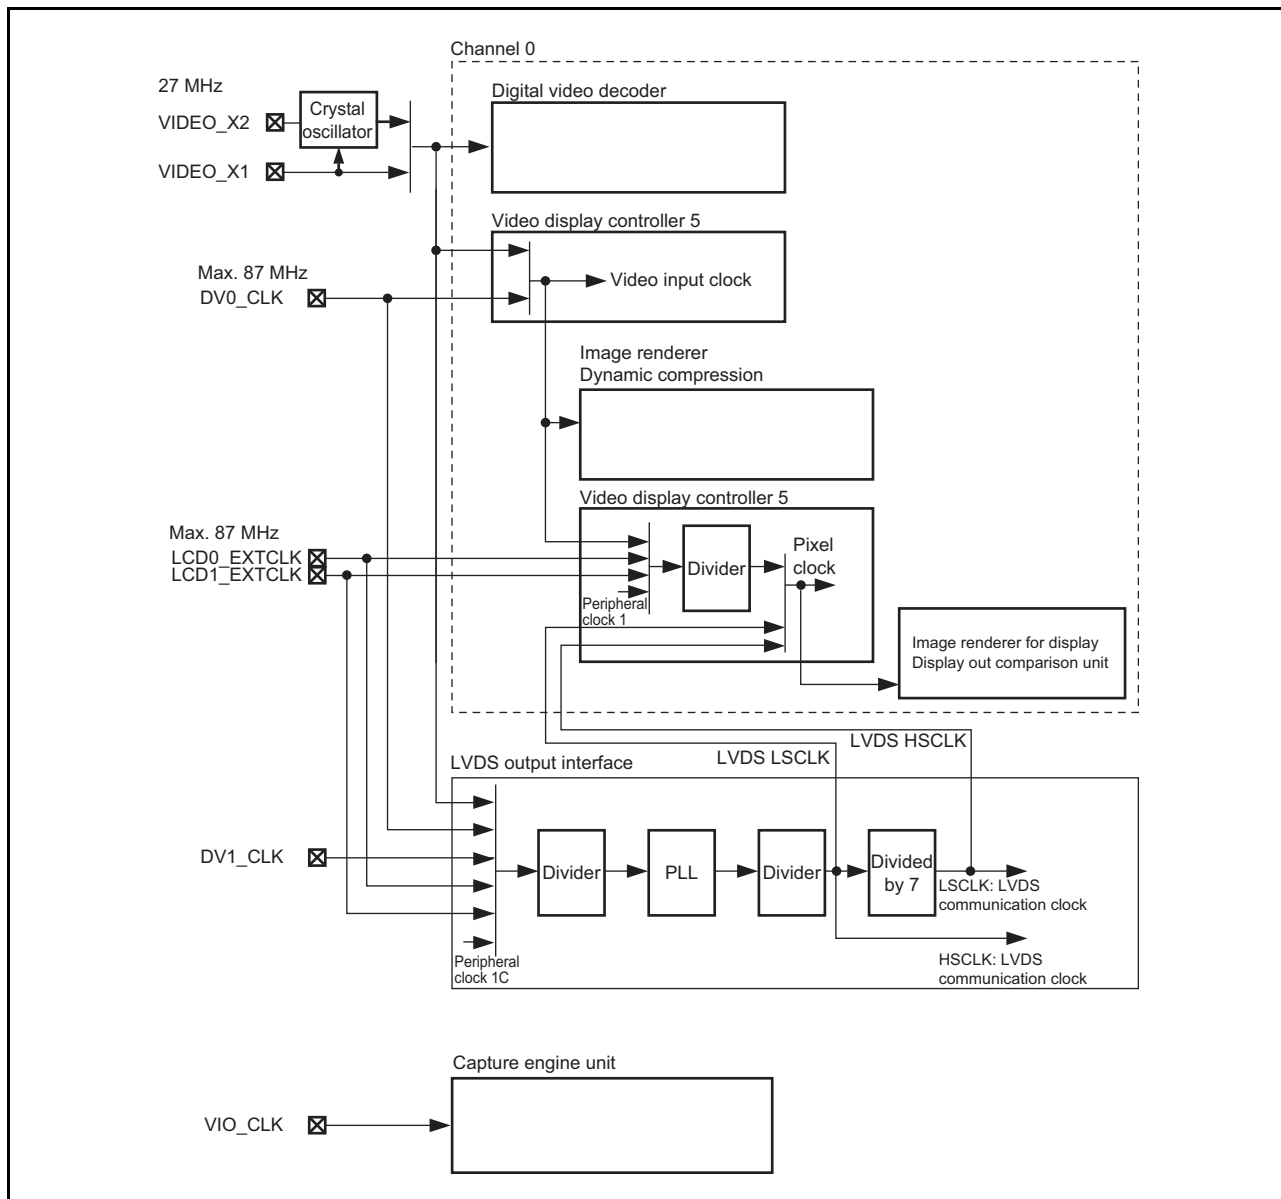 Channel 0
27 MHz
Crystal
oscillator
VIDEO_X2
VIDEO_X1
Digital video decoder
Video display controller 5
Video input clock
Max. 87 MHz
DV0_CLK
Image renderer
Dynamic compression
Video display controller 5
Max. 87 MHz
LCD0_EXTCLK
LCD1_EXTCLK
Divider
Pixel
clock
Peripheral
clock 1
Image renderer for display
Display out comparison unit
LVDS HSCLK
LVDS LSCLK
LVDS output interface
DV1_CLK
Divider
PLL
Divider
Divided
by 7
LSCLK: LVDS
communication clock
Peripheral
clock 1C
HSCLK: LVDS
communication clock
Capture engine unit
VIO_CLK